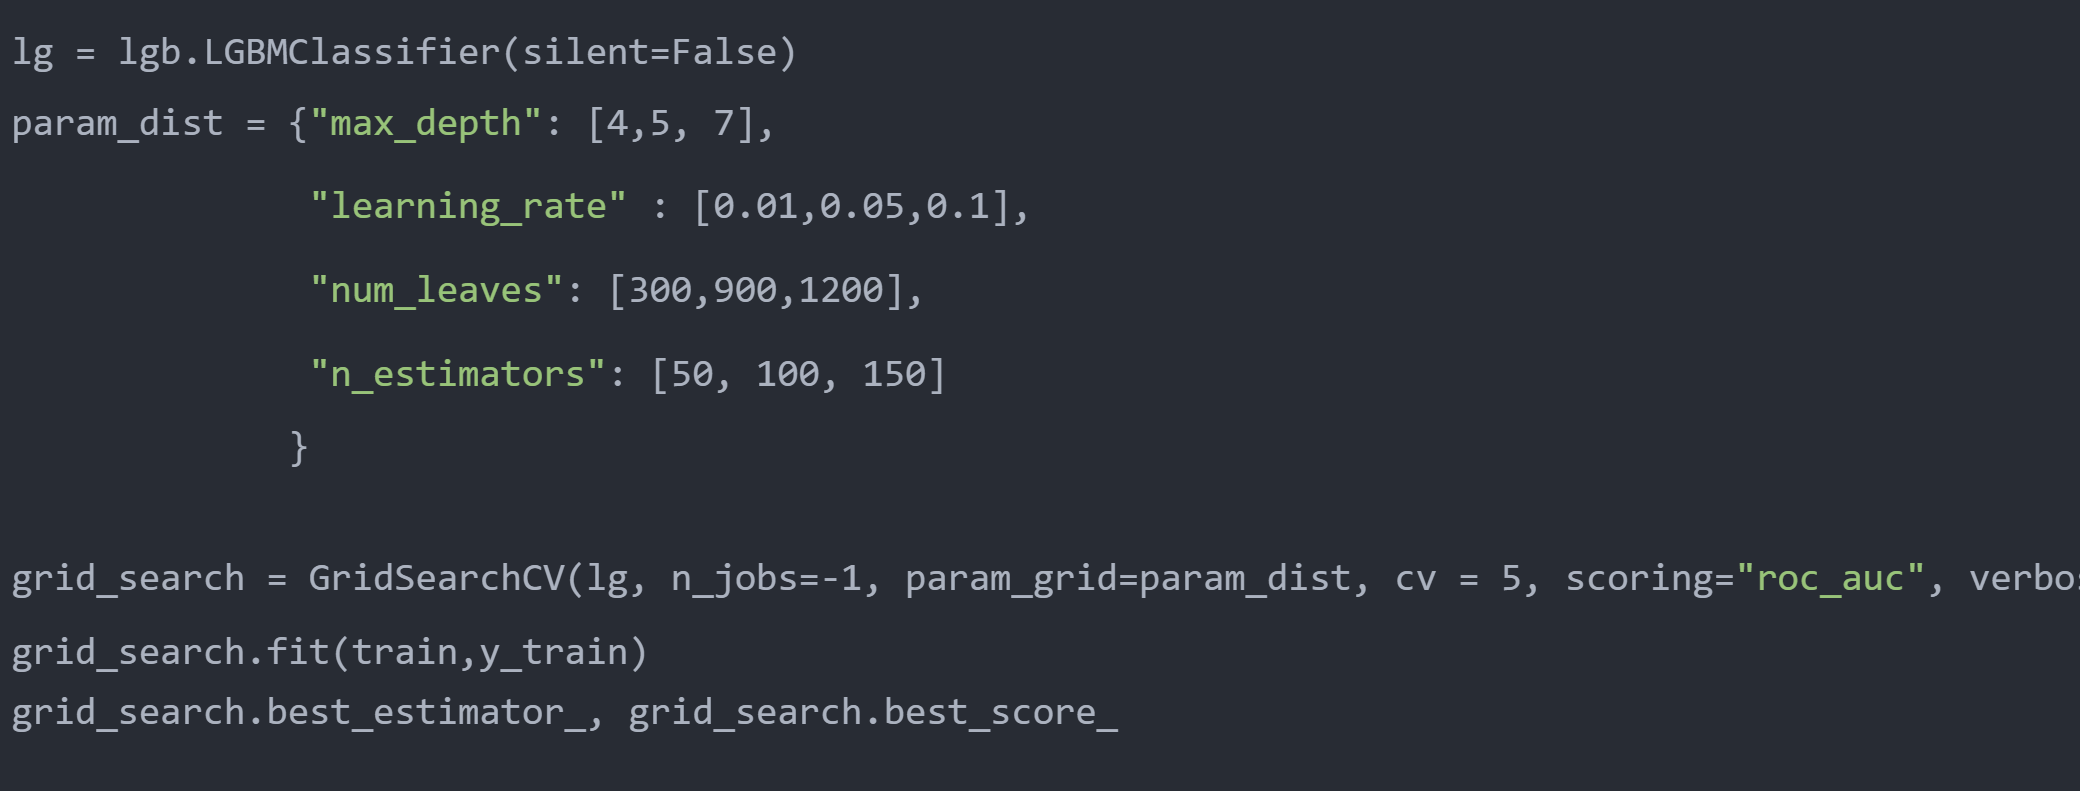 lg = lgb.LGBMClassifier(silent=False)
param_dist = {"max_depth": [4,5, 7],
"learning_rate" : [0.01,0.05,0.1],
"num_leaves": [300,900,1200],
"n_estimators": [50, 100, 150]
}
grid_search = GridSearchCV(lg, n_jobs=-1, param_grid=param_dist, cv = 5, scoring="roc_auc",
grid_search.fit(train,y_train)
grid_search.best_estimator_, grid_search.best_score_